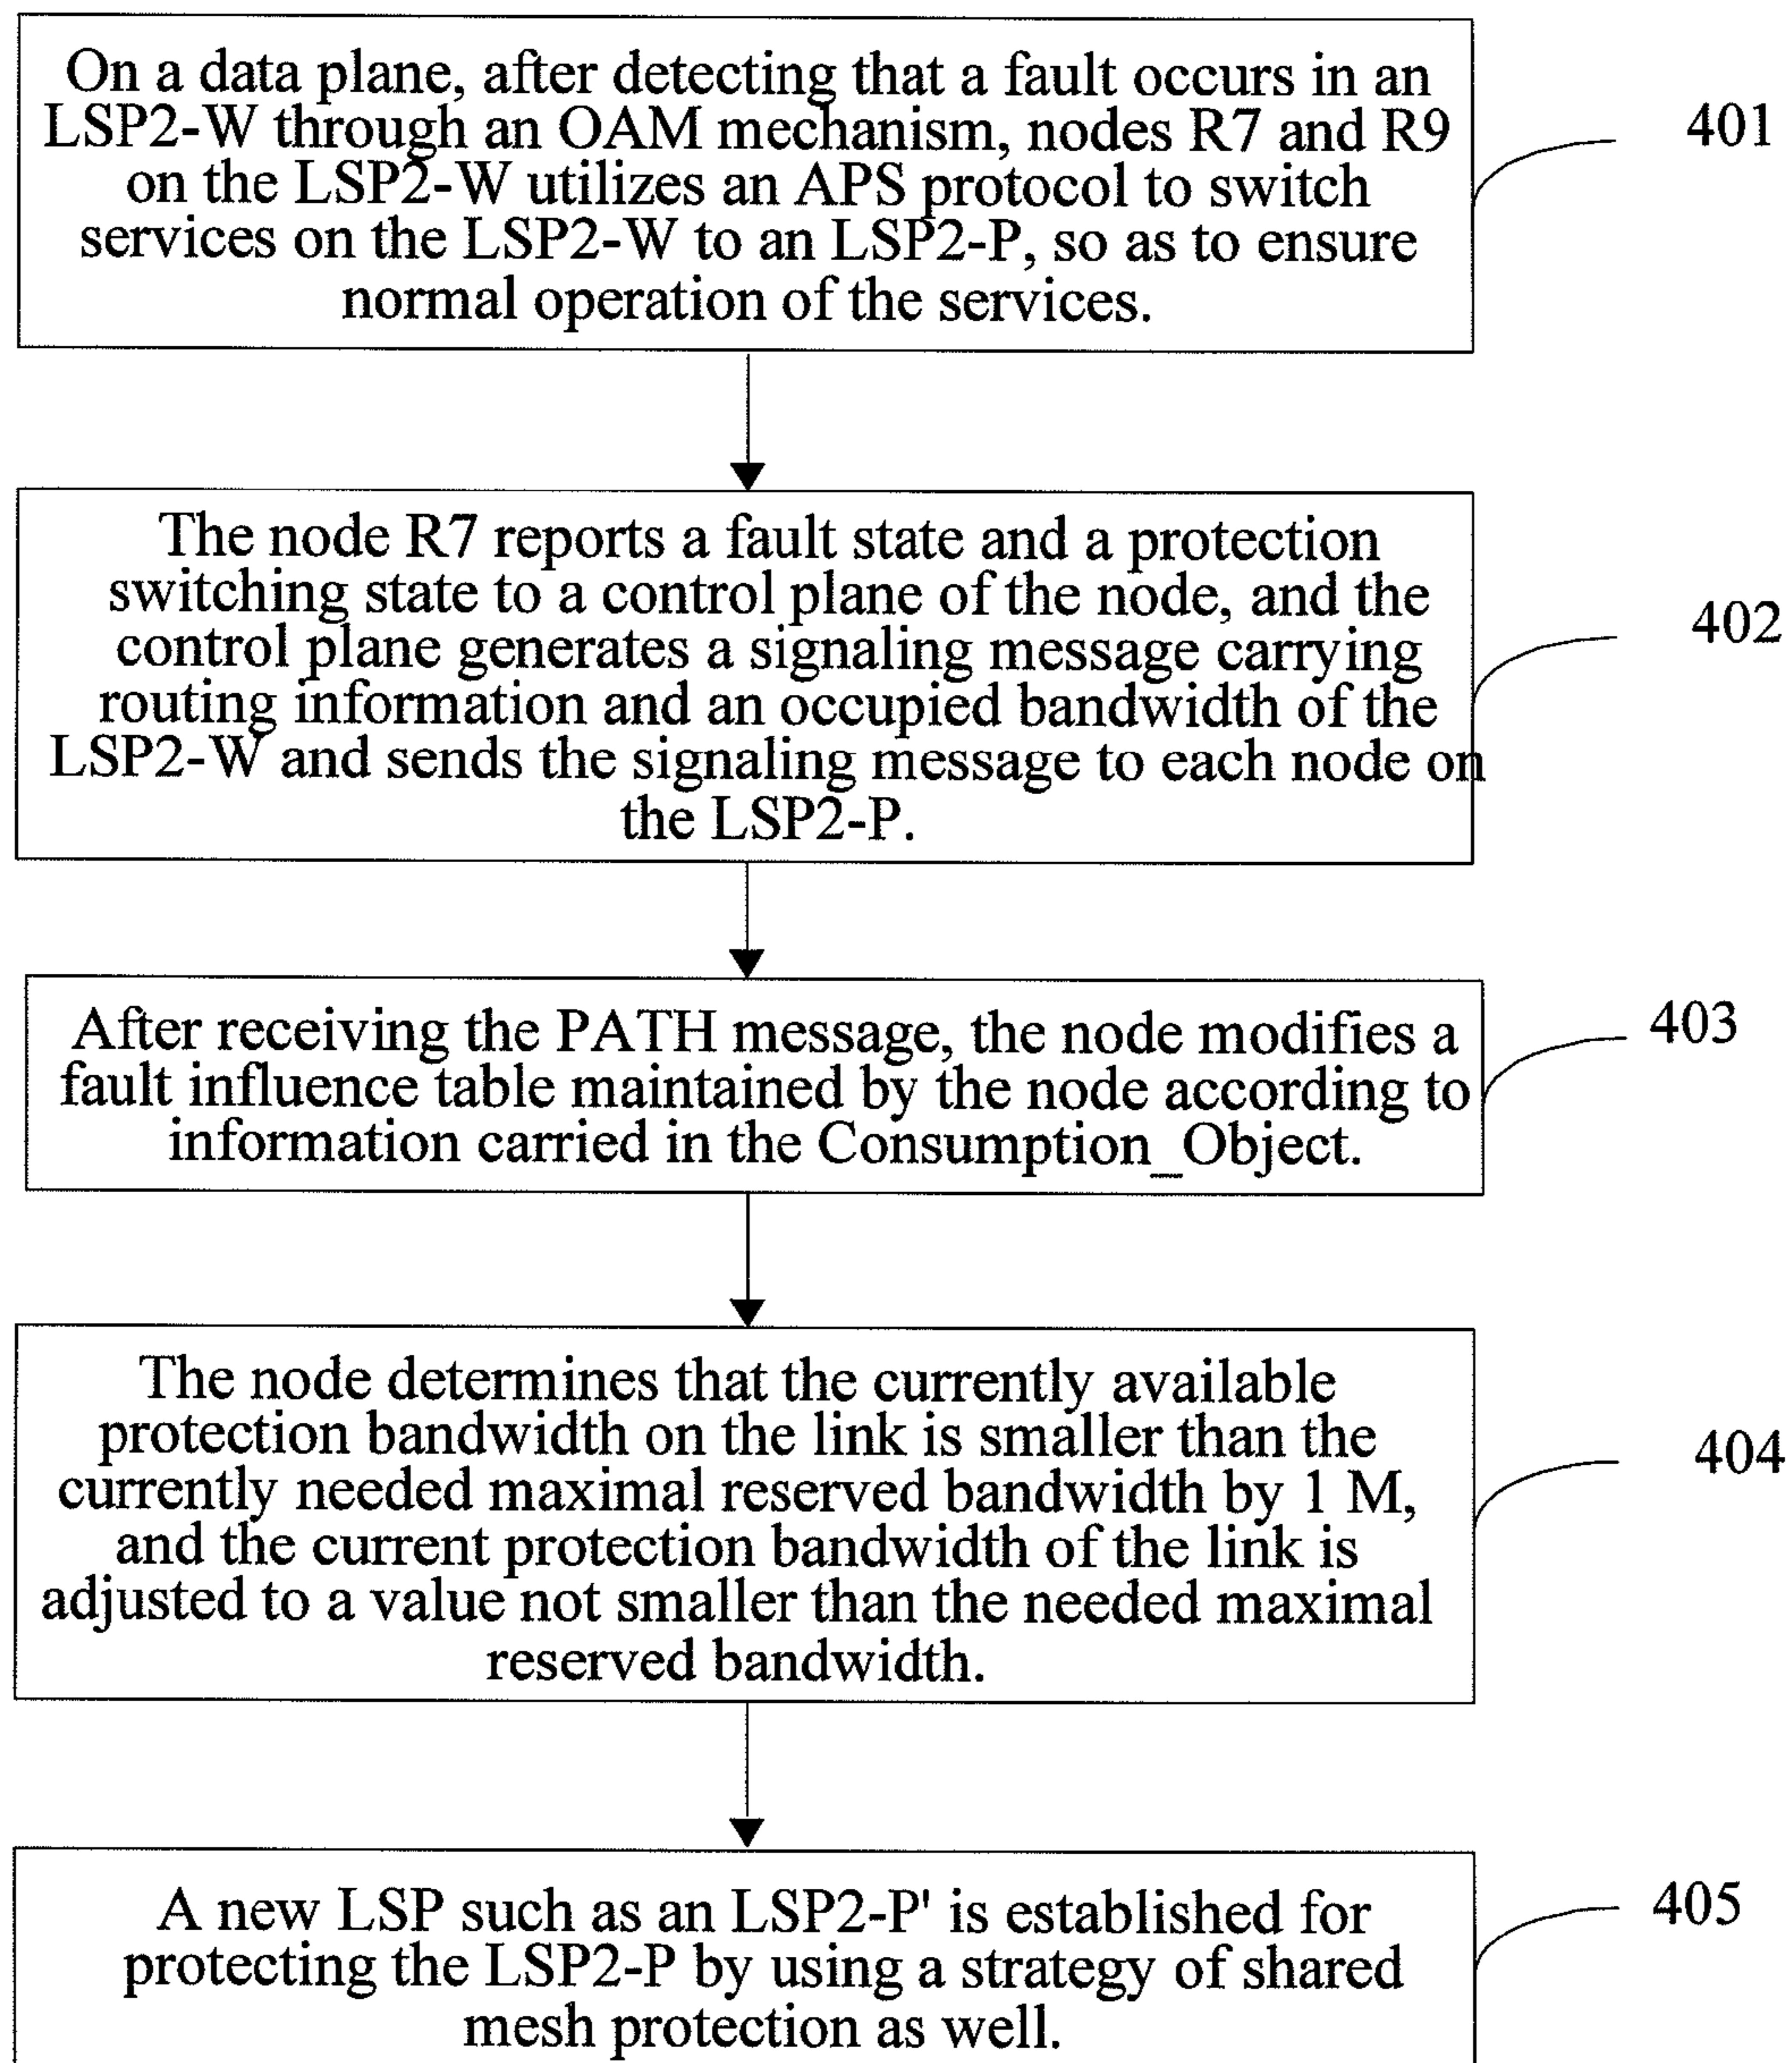 On a data plane, after detecting that a fault occurs in an
LSP2-W through an OAM mechanism, nodes R7 and R9
on the LSP2-W utilizes an APS protocol to switch
services on the LSP2-W to an LSP2-P, so as to ensure
normal operation of the services.
401
The node R7 reports a fault state and a protection
switching state to a control plane of the node, and the
control plane generates a signaling message carrying
routing information and an occupied bandwidth of the
LSP2-W and sends the signaling message to each node on
the LSP2-P.
402
After receiving the PATH message, the node modifies a
fault influence table maintained by the node according to
information carried in the Consumption_Object.
403
The node determines that the currently available
protection bandwidth on the link is smaller than the
currently needed maximal reserved bandwidth by 1 M,
and the current protection bandwidth of the link is
adjusted to a value not smaller than the needed maximal
reserved bandwidth.
404
A new LSP such as an LSP2-P' is established for
protecting the LSP2-P by using a strategy of shared
mesh protection as well.
405